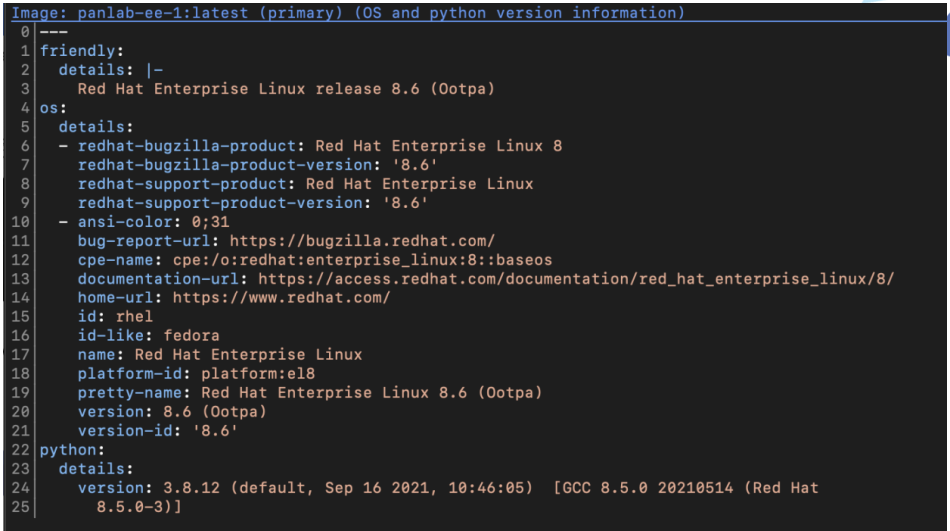 Image: panlab-ee-1:latest (primary) (OS and python version information)
0│---
1│friendly:
2│  details: |-
3│    Red Hat Enterprise Linux release 8.6 (Ootpa)
4│os:
5│  details:
6│  - redhat-bugzilla-product: Red Hat Enterprise Linux 8
7│    redhat-bugzilla-product-version: '8.6'
8│    redhat-support-product: Red Hat Enterprise Linux
9│    redhat-support-product-version: '8.6'
10│  - ansi-color: 0;31
11│    bug-report-url: https://bugzilla.redhat.com/
12│    cpe-name: cpe:/o:redhat:enterprise_linux:8::baseos
13│    documentation-url: https://access.redhat.com/documentation/red_hat_enterprise_linux/8/
14│    home-url: https://www.redhat.com/
15│    id: rhel
16│    id-like: fedora
17│    name: Red Hat Enterprise Linux
18│    platform-id: platform:el8
19│    pretty-name: Red Hat Enterprise Linux 8.6 (Ootpa)
20│    version: 8.6 (Ootpa)
21│    version-id: '8.6'
22│python:
23│  details:
24│    version: 3.8.12 (default, Sep 16 2021, 10:46:05)  [GCC 8.5.0 20210514 (Red Hat
25│      8.5.0-3)]